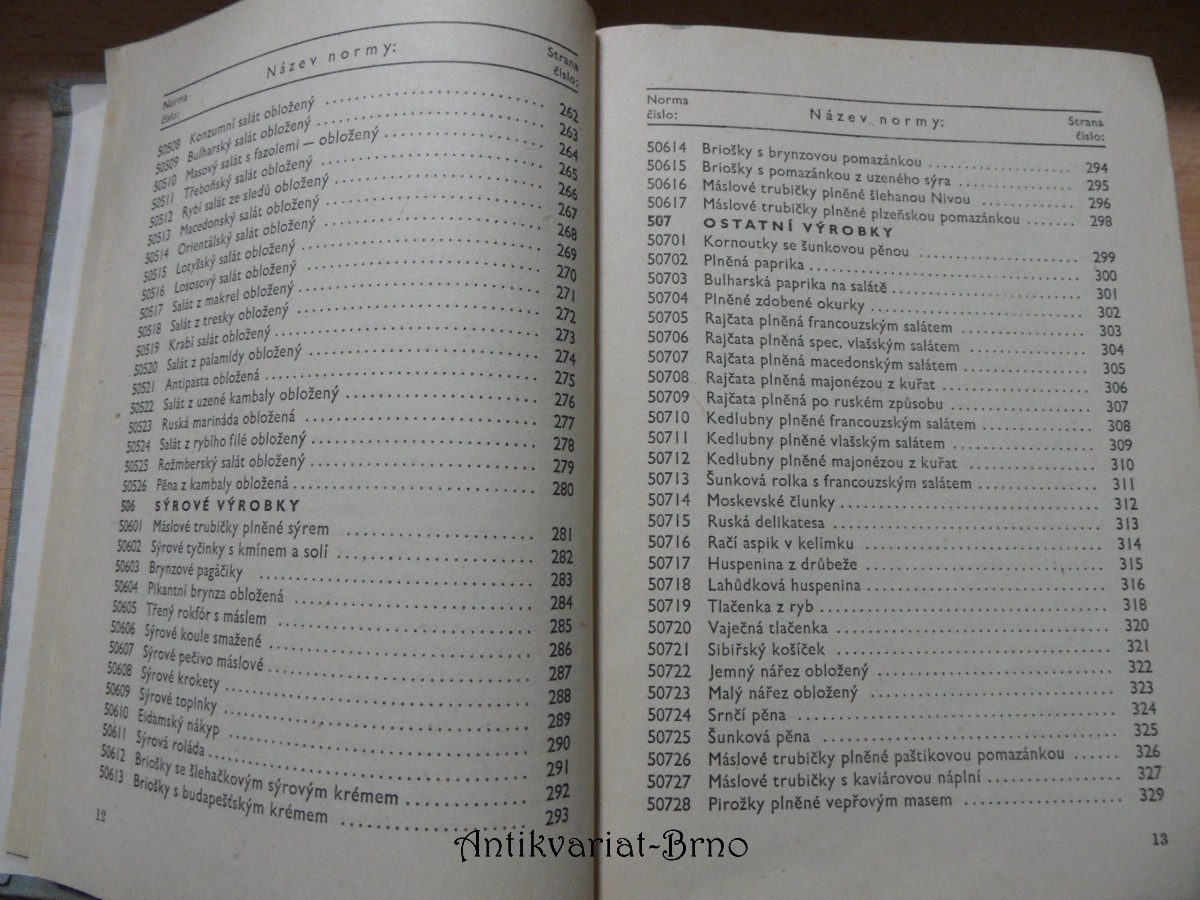 Norma
číslo:
Název normy:
Strana
číslo:
50508 Konzumní salát obložený 262
50509 Bulharský salát obložený 263
50510 Masový salát s fazolemi — obložený 264
50511 Třeboňský salát obložený 265
50512 Rybí salát ze sledů obložený 266
50513 Macedonský salát obložený 267
50514 Orientálský salát obložený 268
50515 Lotyšský salát obložený 269
50516 Lososový salát obložený 270
50517 Salát z makrel obložený 271
50518 Salát z tresky obložený 272
50519 Krabí salát obložený 273
50520 Salát z palamídy obložený 274
50521 Antipasta obložená 275
50522 Salát z uzené kambaly obložený 276
50523 Ruská marináda obložená 277
50524 Salát z rybího filé obložený 278
50525 Rožmberský salát obložený 279
50526 Pěna z kambaly obložená 280
506 SÝROVÉ VÝROBKY
50601 Máslové trubičky plněné sýrem 281
50602 Sýrové tyčinky s kmínem a solí 282
50603 Brynzové pagáčiky 283
50604 Pikantní brynza obložená 284
50605 Třený rokfór s máslem 285
50606 Sýrové koule smažené 286
50607 Sýrové pečivo máslové 287
50608 Sýrové krokety 288
50609 Sýrové toplnky 289
50610 Eidamský nákyp 290
50611 Sýrová roláda 291
50612 Briošky se šlehačkovým sýrovým krémem 292
50613 Briošky s budapešťským krémem 293
12
Norma
číslo:
Název normy:
Strana
číslo:
50614 Briošky s brynzovou pomazánkou 294
50615 Briošky s pomazánkou z uzeného sýra 295
50616 Máslové trubičky plněné šlehanou Nivou 296
50617 Máslové trubičky plněné plzeňskou pomazánkou 298
507 OSTATNÍ VÝROBKY
50701 Kornoutky se šunkovou pěnou 299
50702 Plněná paprika 300
50703 Bulharská paprika na salátě 301
50704 Plněné zdobené okurky 302
50705 Rajčata plněná francouzským salátem 303
50706 Rajčata plněná spec. vlašským salátem 304
50707 Rajčata plněná macedonským salátem 305
50708 Rajčata plněná majonézou z kuřat 306
50709 Rajčata plněná po ruském způsobu 307
50710 Kedlubny plněné francouzským salátem 308
50711 Kedlubny plněné vlašským salátem 309
50712 Kedlubny plněné majonézou z kuřat 310
50713 Šunková rolka s francouzským salátem 311
50714 Moskevské člunky 312
50715 Ruská delikatesa 313
50716 Račí aspik v kelímku 314
50717 Huspenina z drůbeže 315
50718 Lahůdková huspenina 316
50719 Tlačenka z ryb 318
50720 Vaječná tlačenka 320
50721 Sibiřský košíček 321
50722 Jemný nářez obložený 322
50723 Malý nářez obložený 323
50724 Srnčí pěna 324
50725 Šunková pěna 325
50726 Máslové trubičky plněné paštikovou pomazánkou 326
50727 Máslové trubičky s kaviárovou náplní 327
50728 Pirožky plněné vepřovým masem 329
13
Antikvariat-Brno